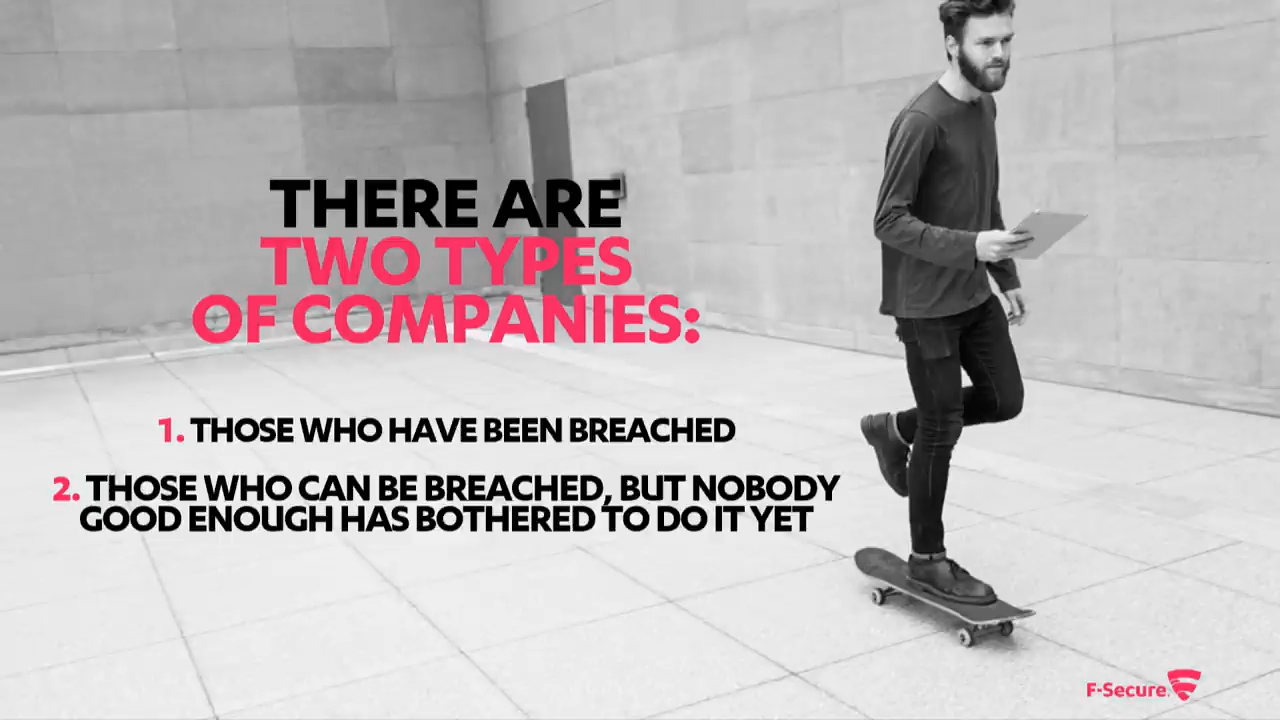 THERE ARE
TWO TYPES
OF COMPANIES:
1. THOSE WHO HAVE BEEN BREACHED
2. THOSE WHO CAN BE BREACHED, BUT NOBODY
GOOD ENOUGH HAS BOTHERED TO DO IT YET
F-Secure.